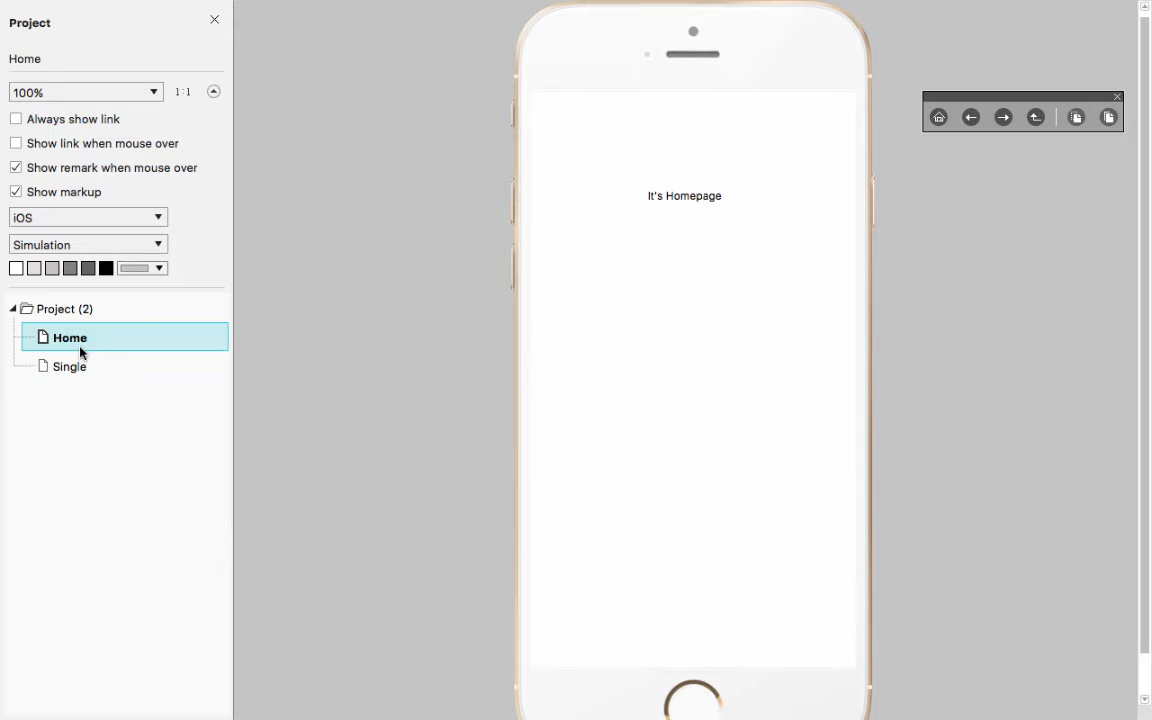 Project
Home
100%
1:1
Always show link
Show link when mouse over
Show remark when mouse over
Show markup
iOS
Simulation
Project (2)
Home
Single
It's Homepage